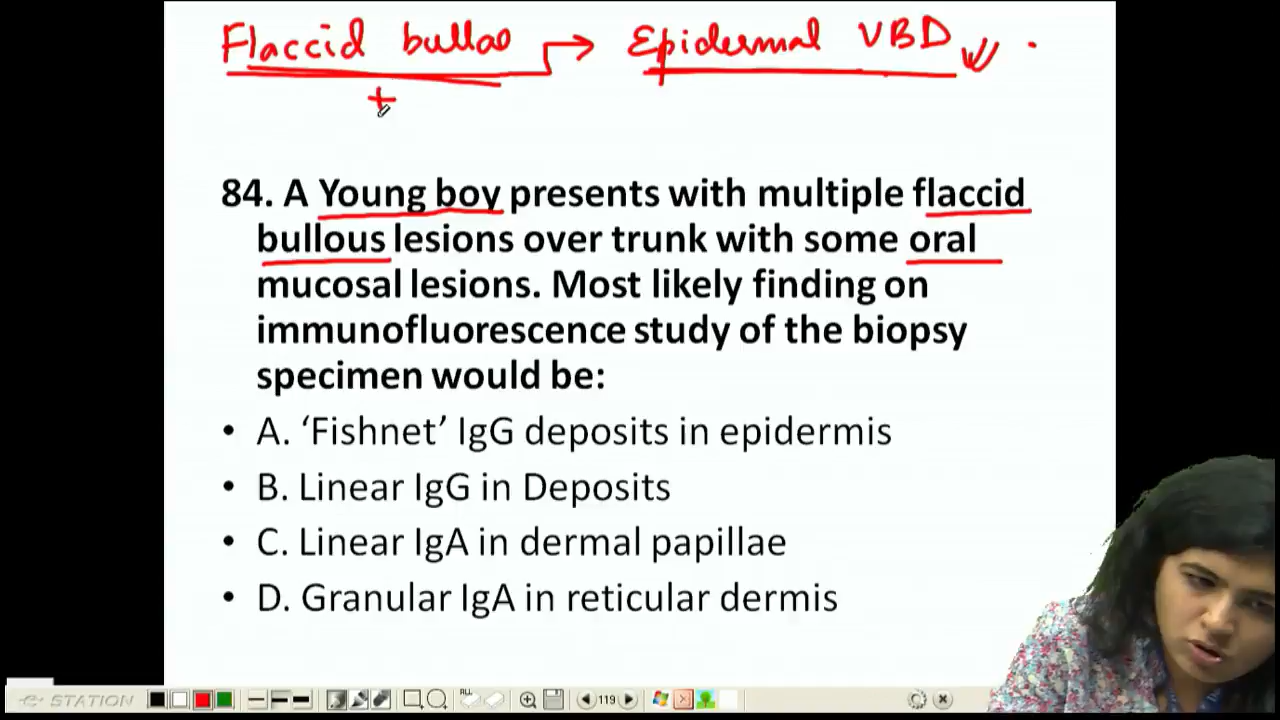 Flaccid bullae → Epidermal VBD
+
84. A Young boy presents with multiple flaccid
bullous lesions over trunk with some oral
mucosal lesions. Most likely finding on
immunofluorescence study of the biopsy
specimen would be:
• A. ‘Fishnet’ IgG deposits in epidermis
• B. Linear IgG in Deposits
• C. Linear IgA in dermal papillae
• D. Granular IgA in reticular dermis
e- STATION ALL 119